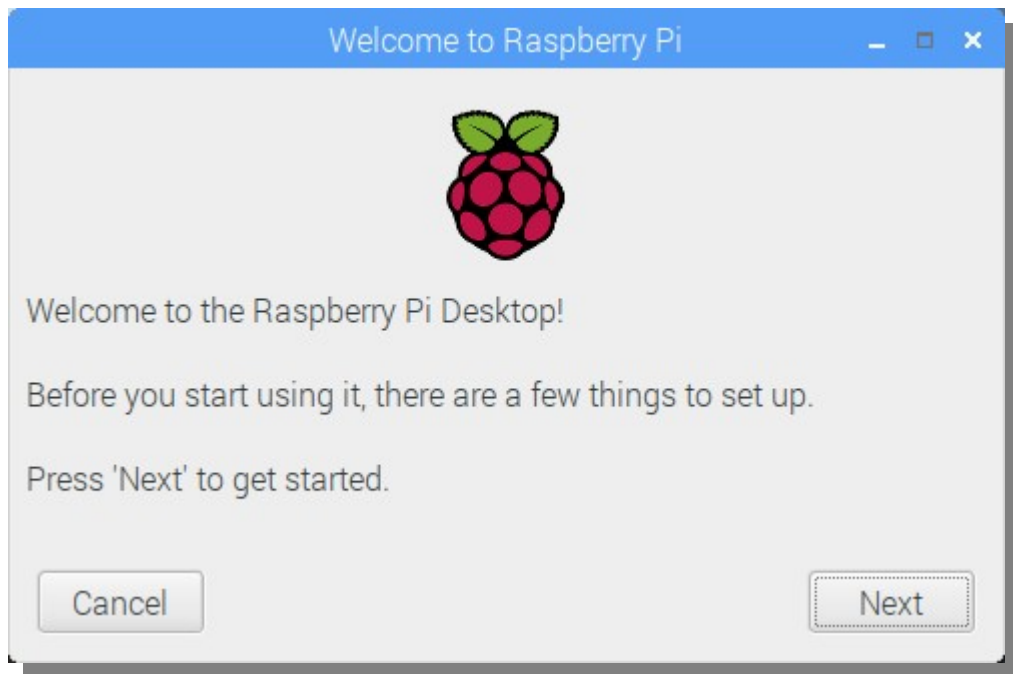 Welcome to Raspberry Pi
Welcome to the Raspberry Pi Desktop!
Before you start using it, there are a few things to set up.
Press 'Next' to get started.
Cancel
Next